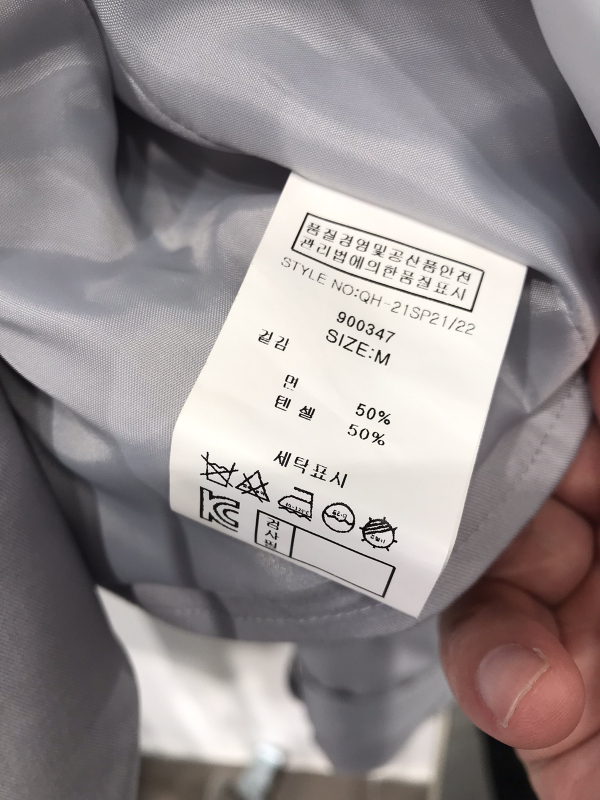 품질경영및공산품안전
관리법에의한품질표시
STYLE NO:QH-21SP21/22
900347
SIZE:M
겉감
면 50%
텐 셀 50%
세탁표시
검사필